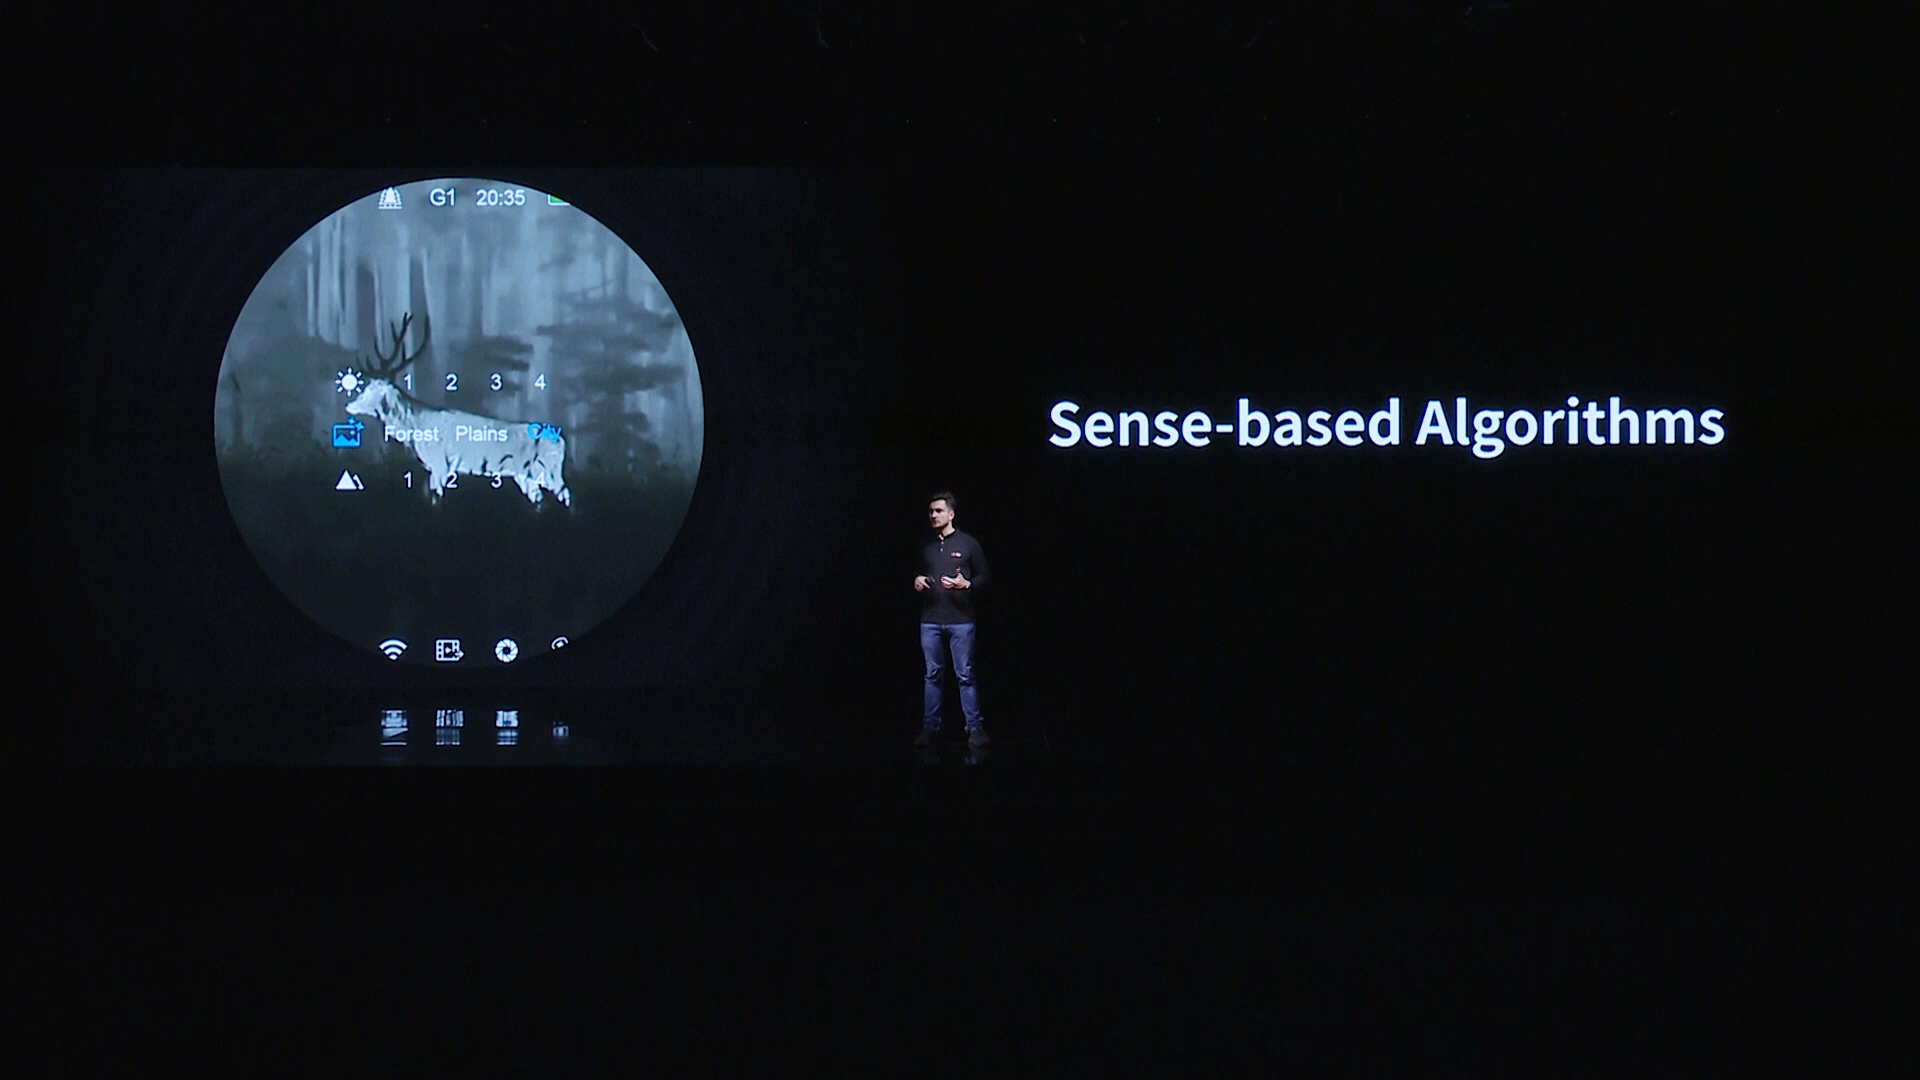 G1 20:35
1 2 3 4
Forest Plains City
1 2 3 4
Sense-based Algorithms